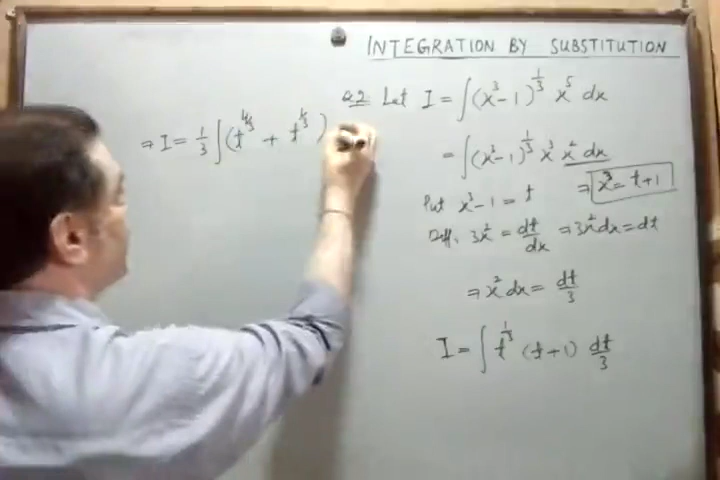 INTEGRATION BY SUBSTITUTION
Q2 Let I = ∫(x³-1)^(1/3) x⁵ dx
= ∫(x³-1)^(1/3) x³ x² dx
Put x³-1 = t ⇒ x³ = t+1
Diff. 3x² = dt/dx ⇒ 3x²dx = dt
⇒ x²dx = dt/3
I = ∫ t^(1/3) (t+1) dt/3
⇒ I = 1/3 ∫(t^(4/3) + t^(1/3))